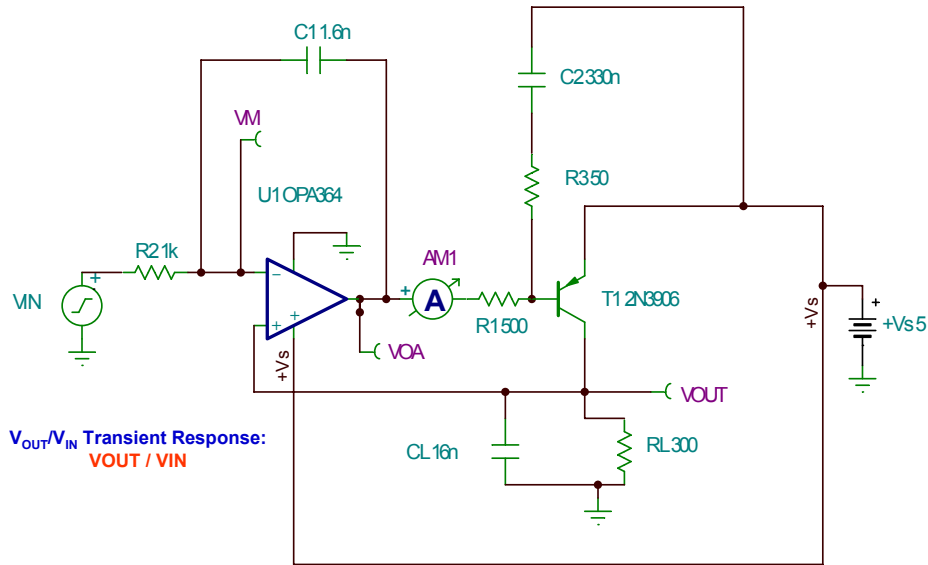 C1 1.6n
C2 330n
VM
R3 50
U1 OPA364
R2 1k
AM1
A
VIN
T1 2N3906
R1 500
+Vs
+Vs 5
VOA
+Vs
VOUT
VOUT/VIN Transient Response:
VOUT / VIN
CL 16n
RL 300